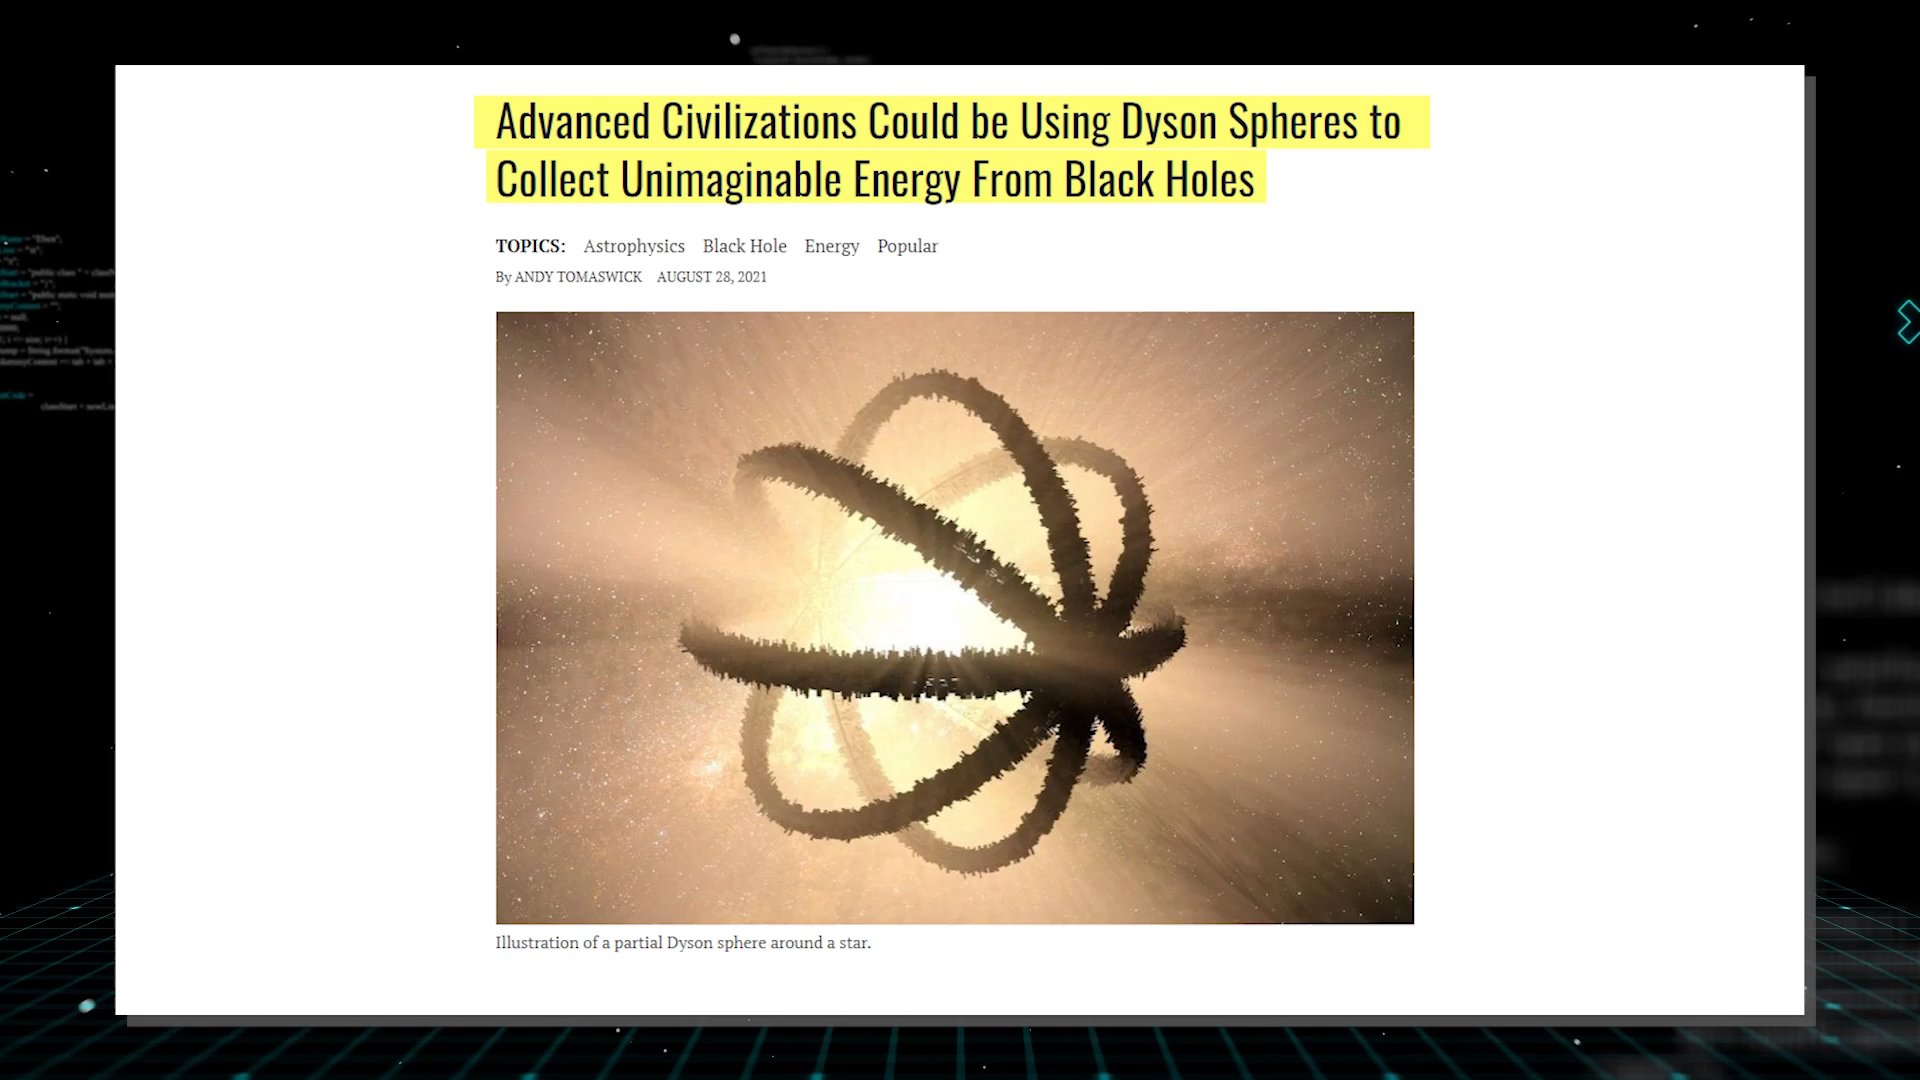 Advanced Civilizations Could be Using Dyson Spheres to
Collect Unimaginable Energy From Black Holes
TOPICS: Astrophysics Black Hole Energy Popular
By ANDY TOMASWICK AUGUST 28, 2021
Illustration of a partial Dyson sphere around a star.